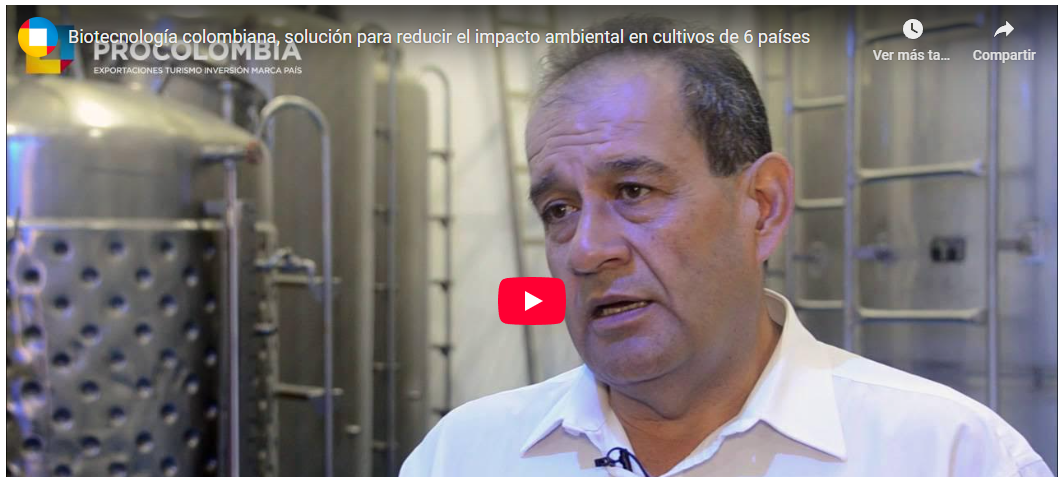 Biotecnología colombiana, solución para reducir el impacto ambiental en cultivos de 6 países
PROCOLOMBIA
EXPORTACIONES TURISMO INVERSIÓN MARCA PAÍS
Ver más ta...
Compartir